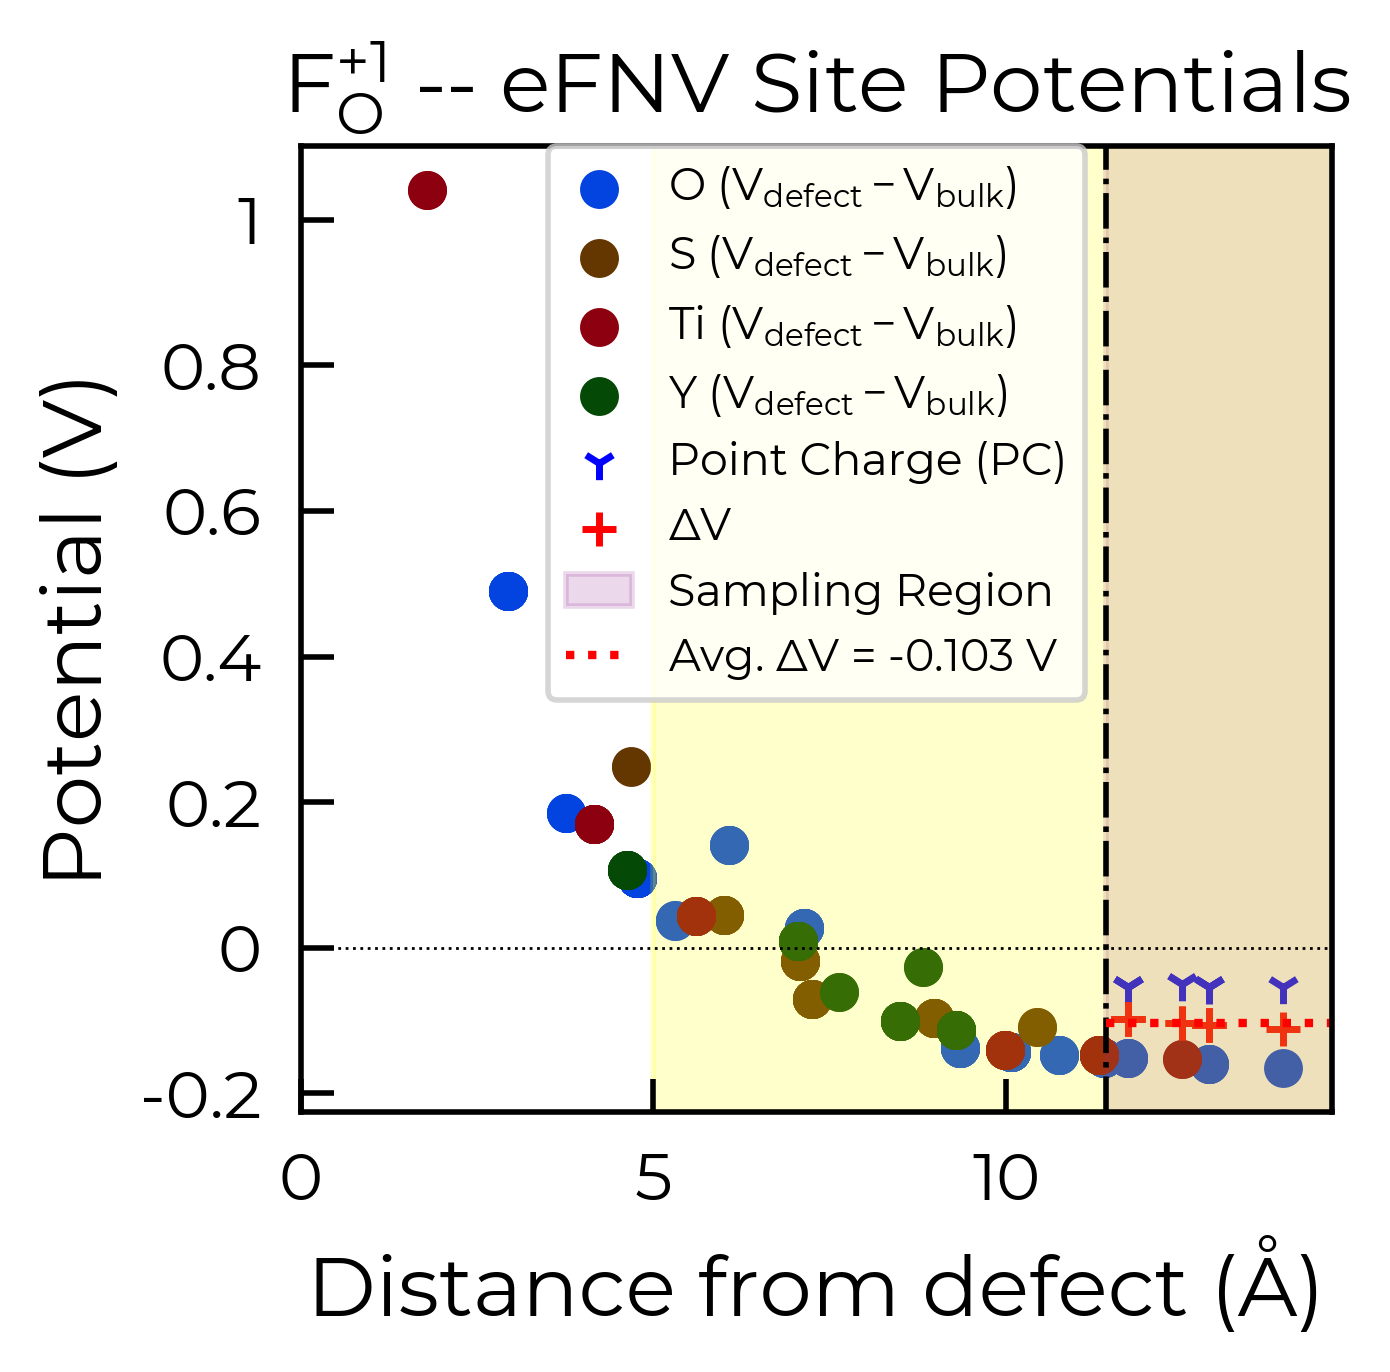 F_O^{+1} -- eFNV Site Potentials
O (V_defect – V_bulk)
S (V_defect – V_bulk)
Ti (V_defect – V_bulk)
Y (V_defect – V_bulk)
Point Charge (PC)
ΔV
Sampling Region
Avg. ΔV = -0.103 V
Potential (V)
1
0.8
0.6
0.4
0.2
0
-0.2
0 5 10
Distance from defect (Å)